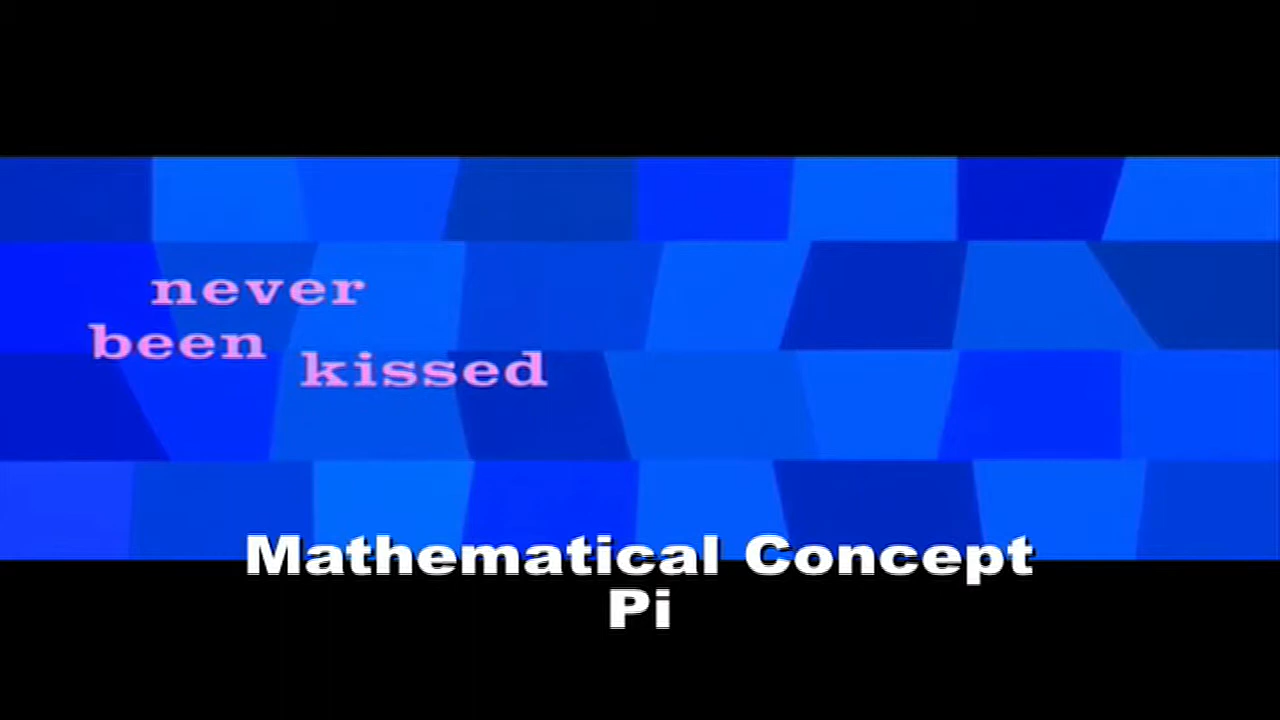 never
been
kissed
Mathematical Concept
Pi